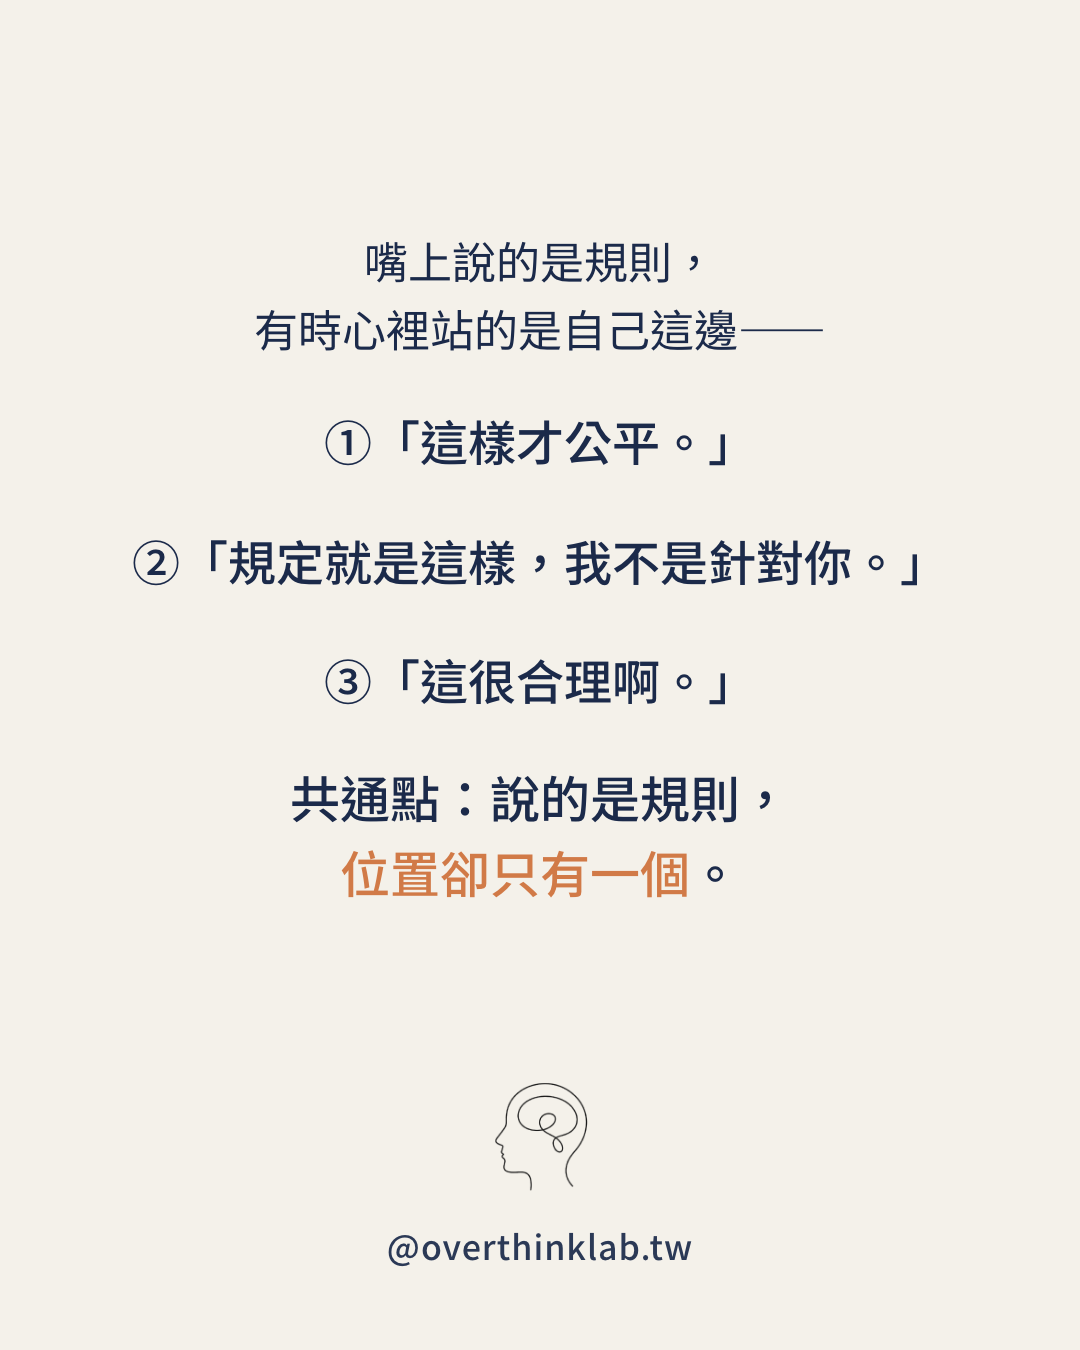 嘴上說的是規則，
有時心裡站的是自己這邊——
①「這樣才公平。」
②「規定就是這樣，我不是針對你。」
③「這很合理啊。」
共通點：說的是規則，
位置卻只有一個。
@overthinklab.tw